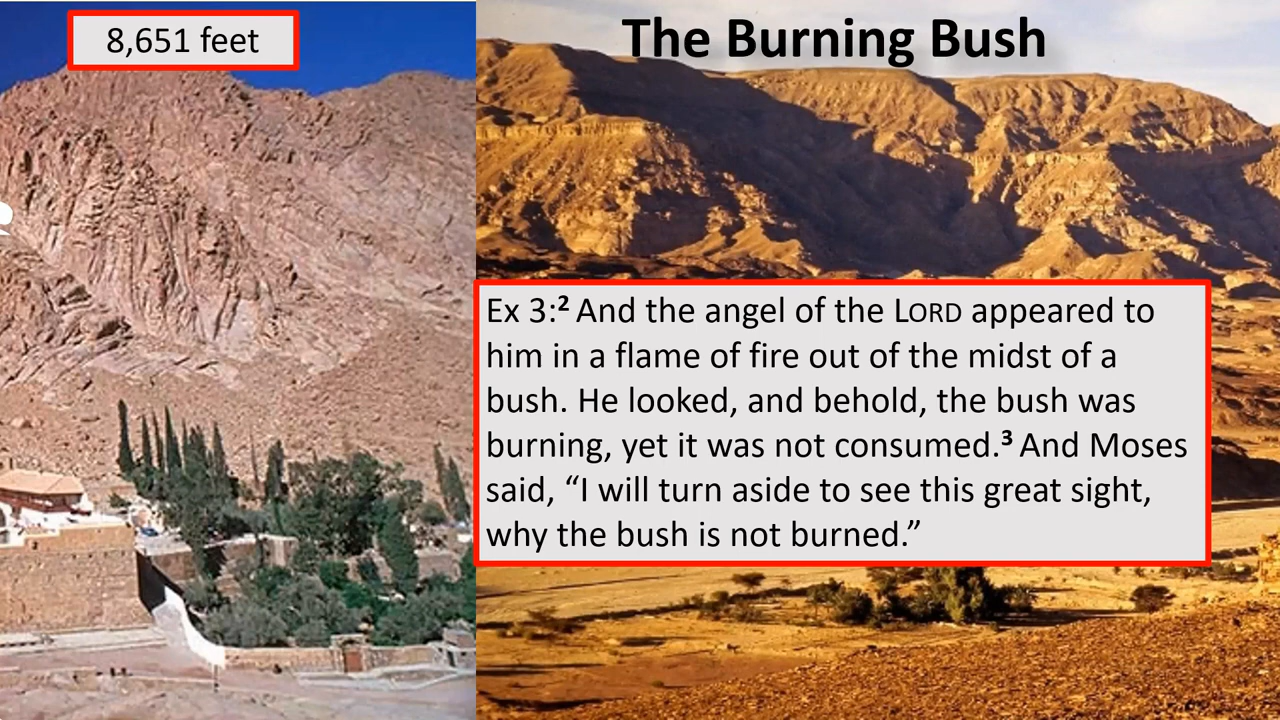 8,651 feet
The Burning Bush
Ex 3:² And the angel of the LORD appeared to
him in a flame of fire out of the midst of a
bush. He looked, and behold, the bush was
burning, yet it was not consumed.³ And Moses
said, “I will turn aside to see this great sight,
why the bush is not burned.”